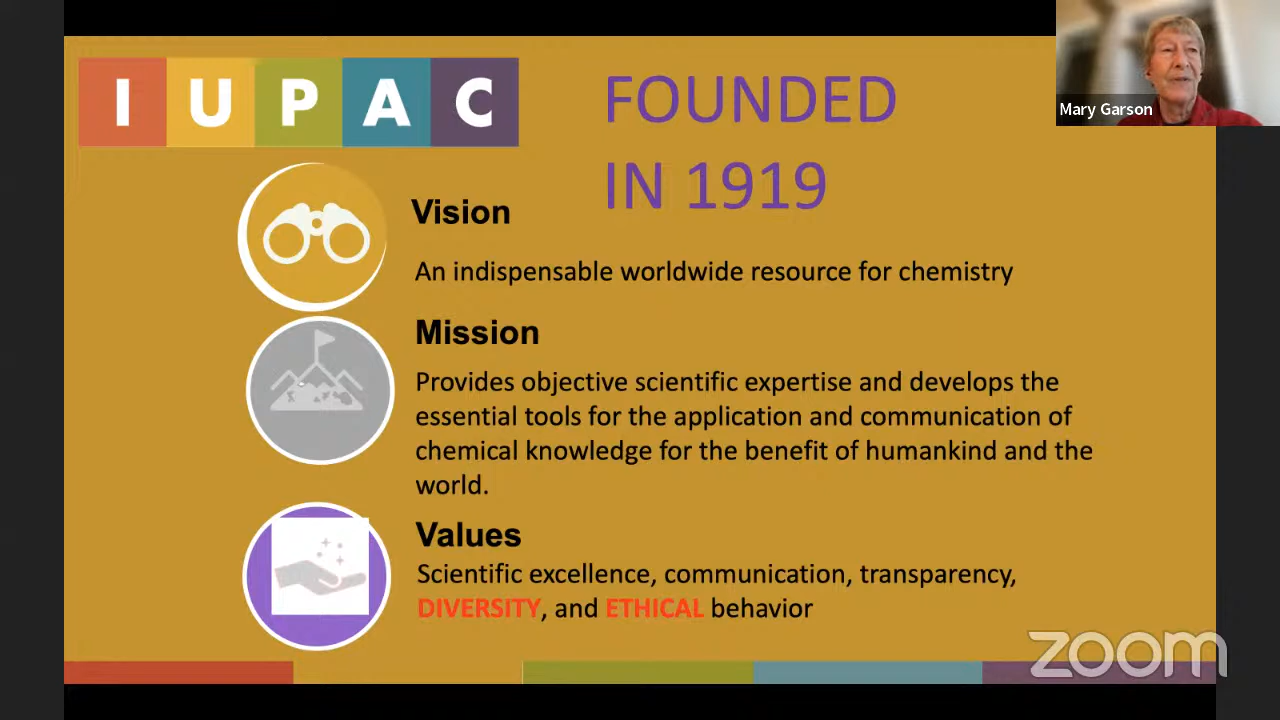 IUPAC
FOUNDED
IN 1919
Mary Garson
Vision
An indispensable worldwide resource for chemistry
Mission
Provides objective scientific expertise and develops the
essential tools for the application and communication of
chemical knowledge for the benefit of humankind and the
world.
Values
Scientific excellence, communication, transparency,
DIVERSITY, and ETHICAL behavior
zoom